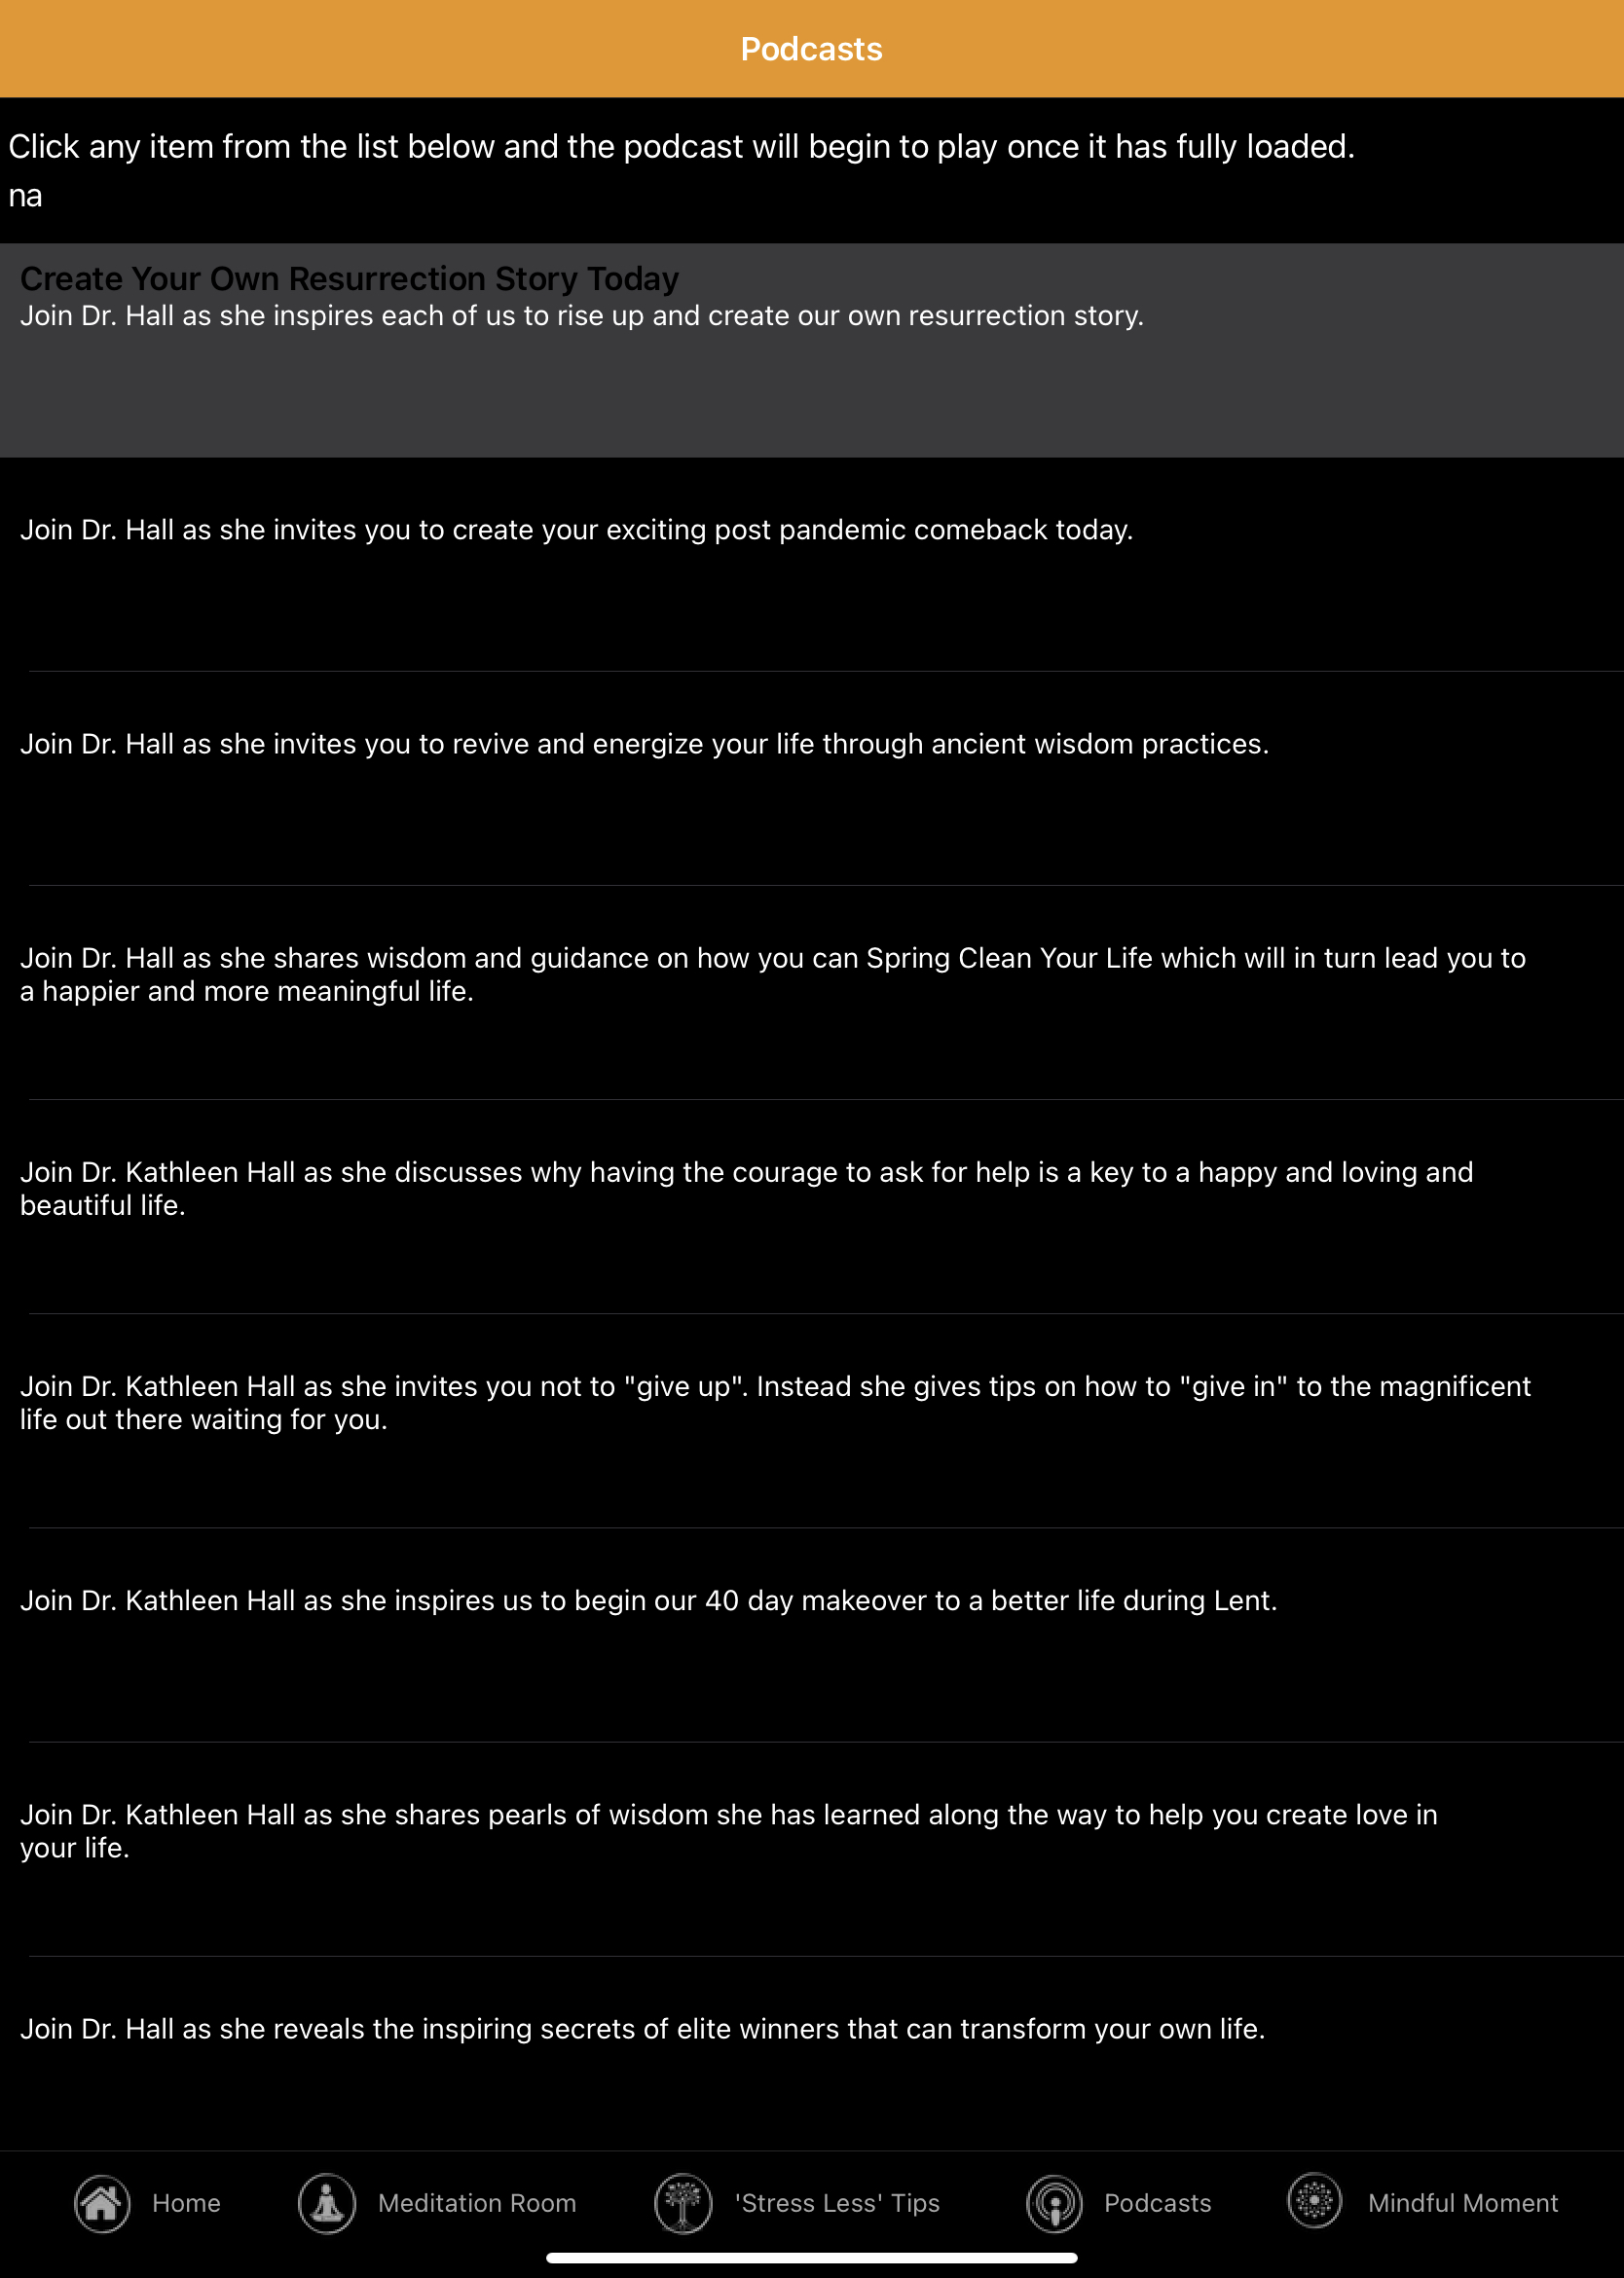 Podcasts
Click any item from the list below and the podcast will begin to play once it has fully loaded.
na
Create Your Own Resurrection Story Today
Join Dr. Hall as she inspires each of us to rise up and create our own resurrection story.
Join Dr. Hall as she invites you to create your exciting post pandemic comeback today.
Join Dr. Hall as she invites you to revive and energize your life through ancient wisdom practices.
Join Dr. Hall as she shares wisdom and guidance on how you can Spring Clean Your Life which will in turn lead you to
a happier and more meaningful life.
Join Dr. Kathleen Hall as she discusses why having the courage to ask for help is a key to a happy and loving and
beautiful life.
Join Dr. Kathleen Hall as she invites you not to "give up". Instead she gives tips on how to "give in" to the magnificent
life out there waiting for you.
Join Dr. Kathleen Hall as she inspires us to begin our 40 day makeover to a better life during Lent.
Join Dr. Kathleen Hall as she shares pearls of wisdom she has learned along the way to help you create love in
your life.
Join Dr. Hall as she reveals the inspiring secrets of elite winners that can transform your own life.
Home
Meditation Room
'Stress Less' Tips
Podcasts
Mindful Moment